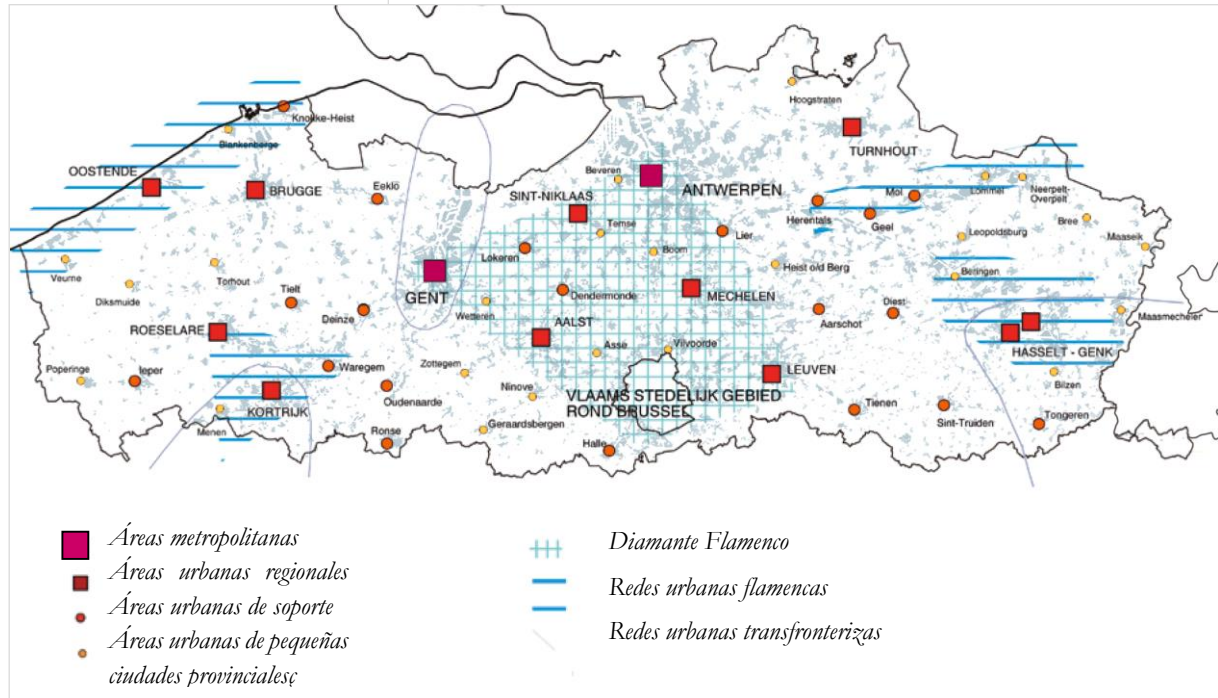 Hoogstraten
Knokke-Heist
Blankenberge
TURNHOUT
OOSTENDE
BRUGGE
Eeklo
Beveren
ANTWERPEN
SINT-NIKLAAS
Mol
Lommel
Neerpelt-
Overpelt
Herentals
Geel
Bree
Temse
Lier
Leopoldsburg
Maaseik
Lokeren
Boom
Veurne
Torhout
Heist o/d Berg
Beringen
Diksmuide
GENT
Tielt
Dendermonde
MECHELEN
Deinze
Wetteren
Aarschot
Diest
Maasmecheler
ROESELARE
AALST
HASSELT - GENK
Asse
Vilvoorde
Poperinge
Ieper
Waregem
Zottegem
LEUVEN
Bilzen
Oudenaarde
Ninove
VLAAMS STEDELIJK GEBIED
ROND BRUSSEL
KORTRIJK
Tienen
Sint-Truiden
Tongeren
Menen
Geraardsbergen
Ronse
Halle
Áreas metropolitanas
Áreas urbanas regionales
Áreas urbanas de soporte
Áreas urbanas de pequeñas
ciudades provincialesç
Diamante Flamenco
Redes urbanas flamencas
Redes urbanas transfronterizas